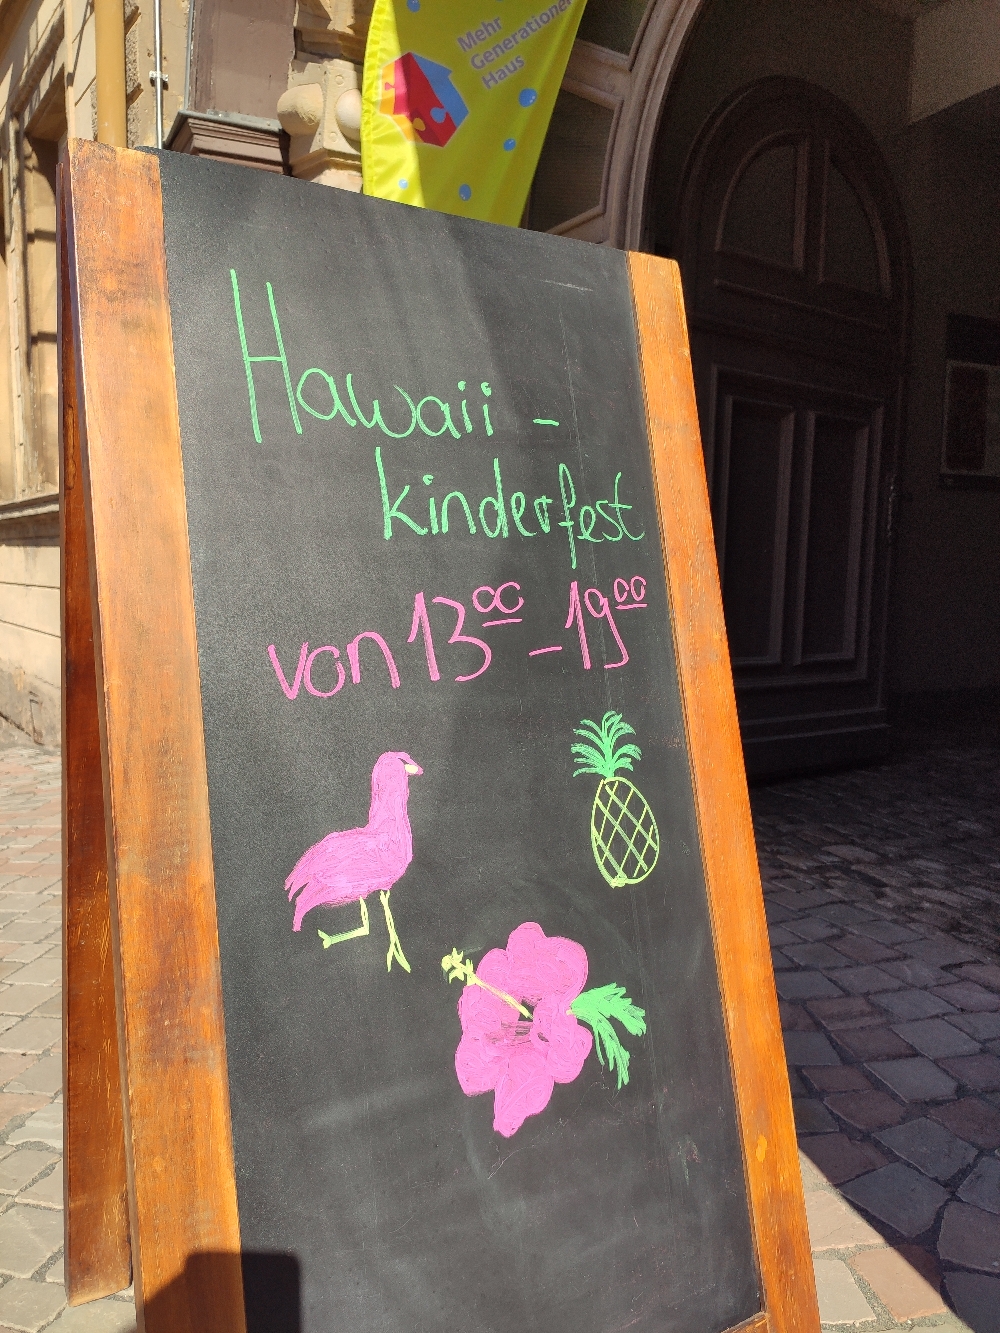 Mehr
Generationen
Haus
Hawaii -
kinderfest
von 13⁰⁰ - 19⁰⁰